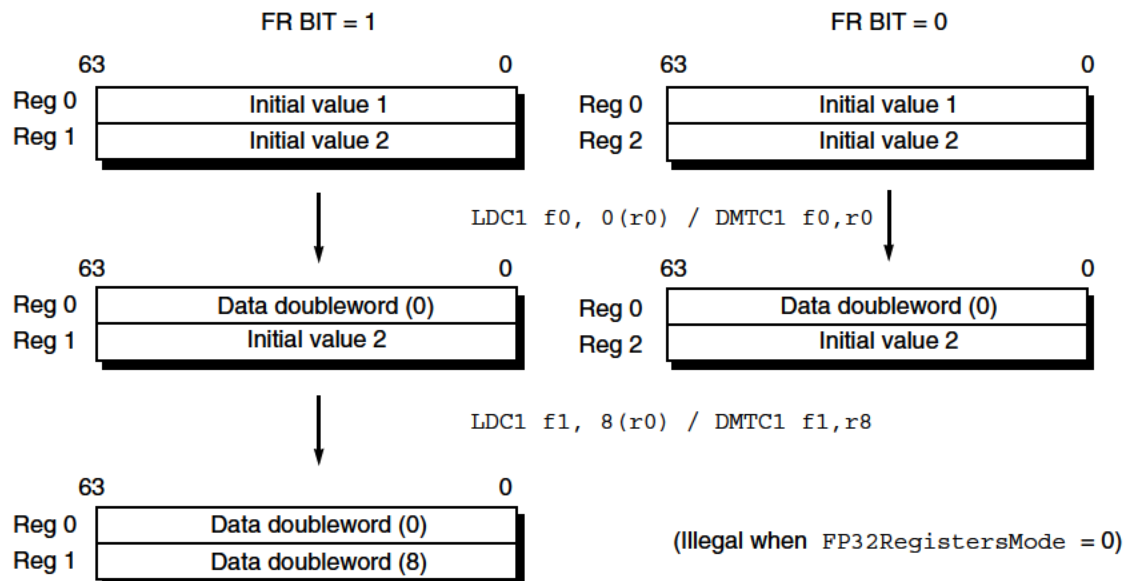 FR BIT = 1 FR BIT = 0
63 0 63 0
Reg 0 Initial value 1 Reg 0 Initial value 1
Reg 1 Initial value 2 Reg 2 Initial value 2
LDC1 f0, 0(r0) / DMTC1 f0,r0
63 0 63 0
Reg 0 Data doubleword (0) Reg 0 Data doubleword (0)
Reg 1 Initial value 2 Reg 2 Initial value 2
LDC1 f1, 8(r0) / DMTC1 f1,r8
63 0
Reg 0 Data doubleword (0)
Reg 1 Data doubleword (8)
(Illegal when FP32RegistersMode = 0)